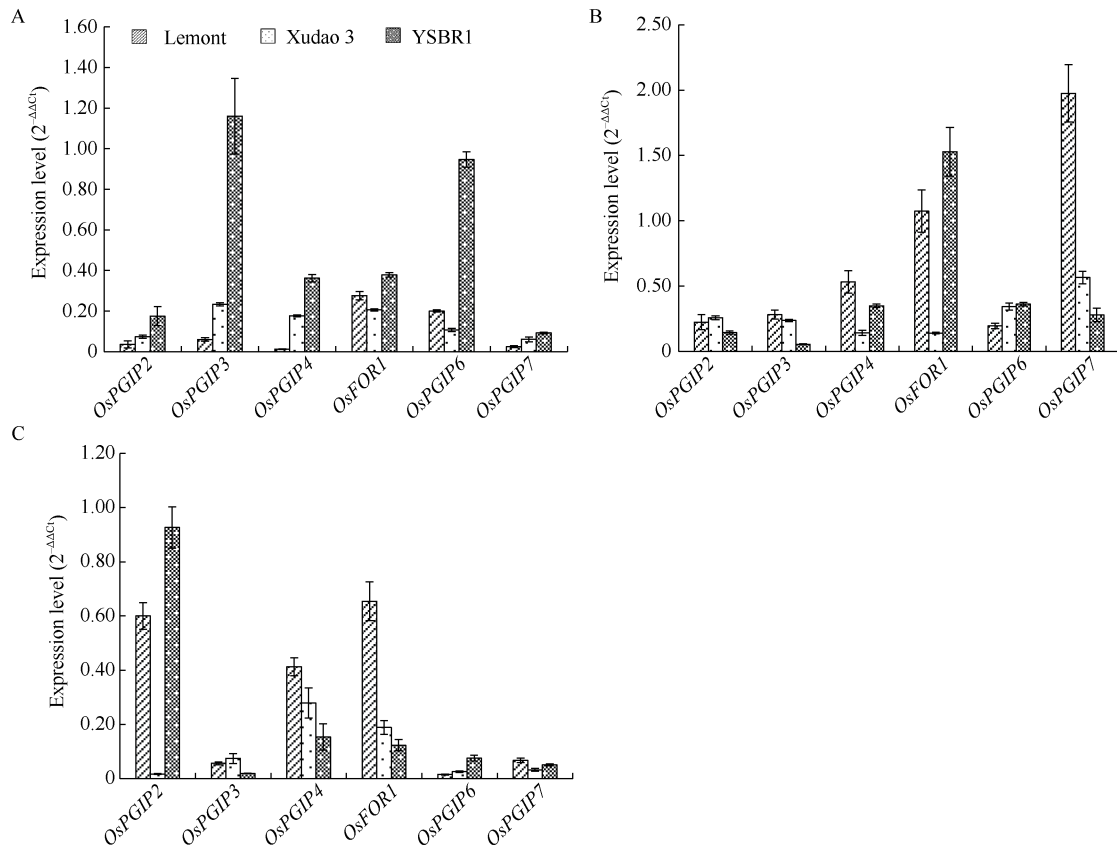 A
Lemont Xudao 3 YSBR1
Expression level (2^−ΔΔCt)
1.60
1.40
1.20
1.00
0.80
0.60
0.40
0.20
0
OsPGIP2 OsPGIP3 OsPGIP4 OsFOR1 OsPGIP6 OsPGIP7
B
Expression level (2^−ΔΔCt)
2.50
2.00
1.50
1.00
0.50
0
OsPGIP2 OsPGIP3 OsPGIP4 OsFOR1 OsPGIP6 OsPGIP7
C
Expression level (2^−ΔΔCt)
1.20
1.00
0.80
0.60
0.40
0.20
0
OsPGIP2 OsPGIP3 OsPGIP4 OsFOR1 OsPGIP6 OsPGIP7